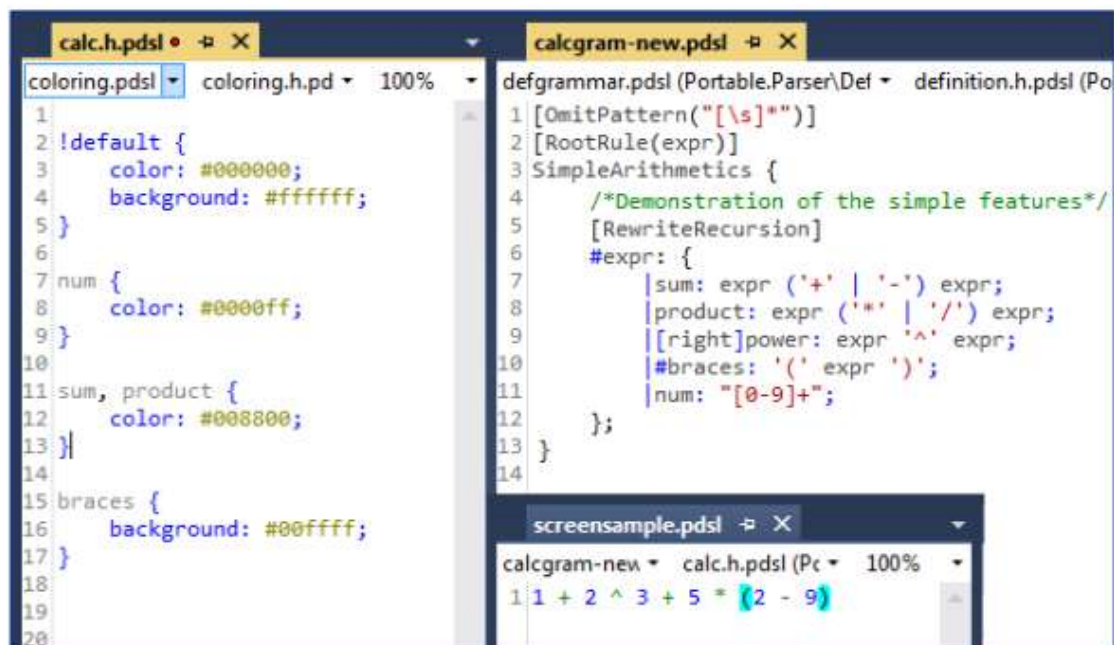 calc.h.pdsl
coloring.pdsl coloring.h.pd 100%
1
2 !default {
3     color: #000000;
4     background: #ffffff;
5 }
6
7 num {
8     color: #0000ff;
9 }
10
11 sum, product {
12     color: #008800;
13 }
14
15 braces {
16     background: #00ffff;
17 }
18
19
20
calcgram-new.pdsl
defgrammar.pdsl (Portable.Parser\Def definition.h.pdsl (Po
1 [OmitPattern("[\s]*")]
2 [RootRule(expr)]
3 SimpleArithmetics {
4     /*Demonstration of the simple features*/
5     [RewriteRecursion]
6     #expr: {
7         |sum: expr ('+' | '-') expr;
8         |product: expr ('*' | '/') expr;
9         |[right]power: expr '^' expr;
10         |#braces: '(' expr ')';
11         |num: "[0-9]+";
12     };
13 }
14
screensample.pdsl
calcgram-new calc.h.pdsl (Pc 100%
1 1 + 2 ^ 3 + 5 * (2 - 9)